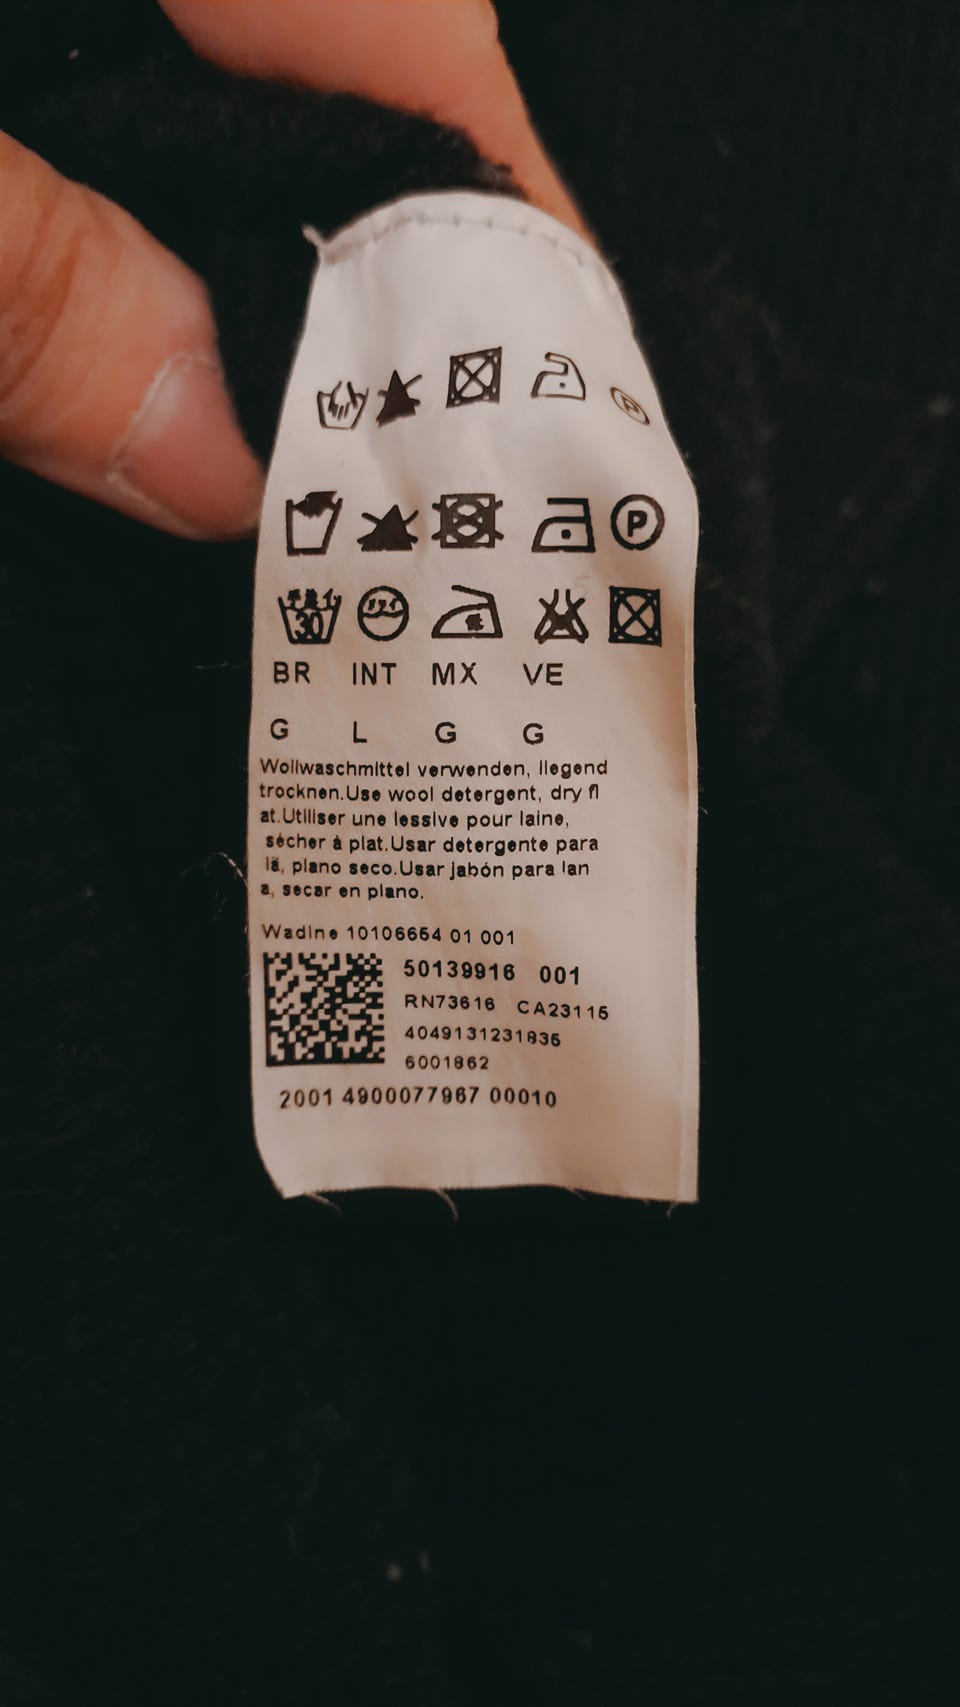 P
P
30
BR INT MX VE
G L G G
Wollwaschmittel verwenden, liegend
trocknen.Use wool detergent, dry fl
at.Utiliser une lessive pour laine,
sécher à plat.Usar detergente para
lã, plano seco.Usar jabón para lan
a, secar en plano.
Wadine 10106654 01 001
50139916 001
RN73616 CA23115
4049131231835
6001862
2001 4900077967 00010